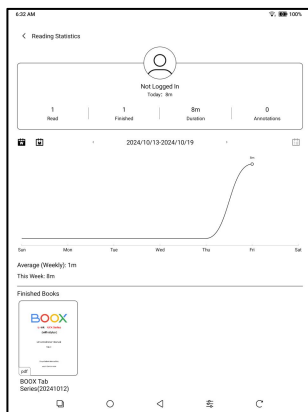 6:32 AM 100%
Reading Statistics
Not Logged In
Today: 8m
1 1 8m 0
Read Finished Duration Annotations
2024/10/13-2024/10/19
8m
Sun Mon Tue Wed Thu Fri Sat
Average (Weekly): 1m
This Week: 8m
Finished Books
BOOX
pdf
BOOX Tab
Series(20241012)